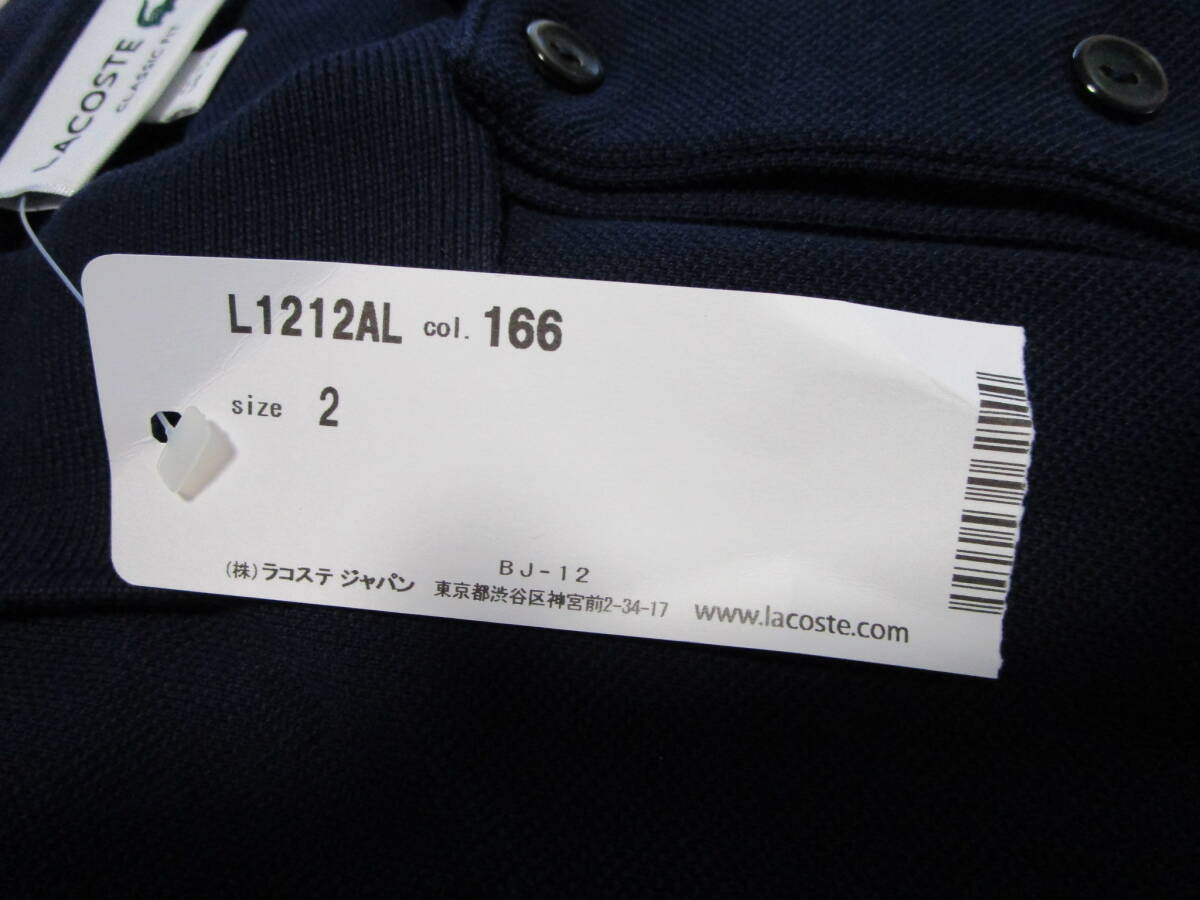 LACOSTE
CLASSIC FIT
L1212AL col. 166
size 2
BJ-12
(株)ラコステ ジャパン 東京都渋谷区神宮前2-34-17 www.lacoste.com